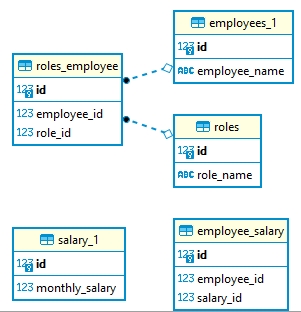 employees_1
123 id
ABC employee_name
roles_employee
123 id
123 employee_id
123 role_id
roles
123 id
ABC role_name
salary_1
123 id
123 monthly_salary
employee_salary
123 id
123 employee_id
123 salary_id